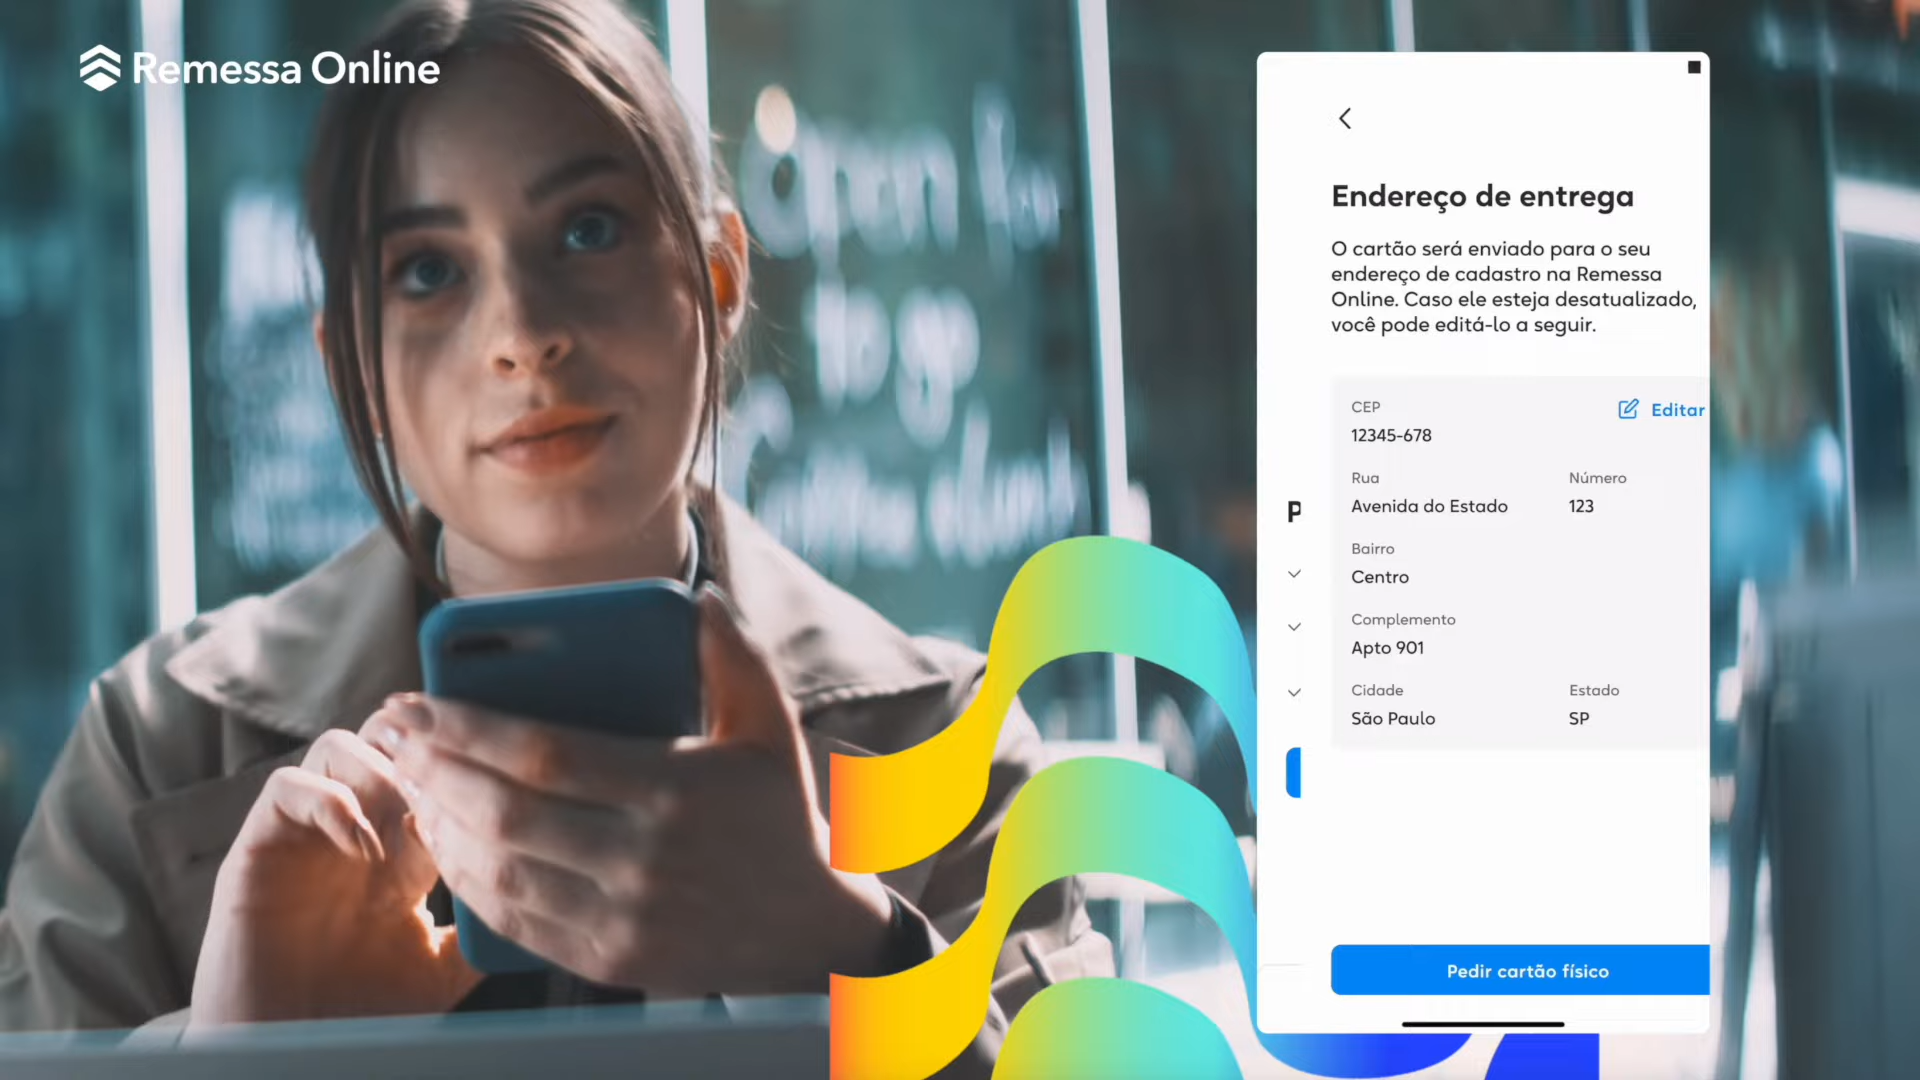 Remessa Online
Endereço de entrega
O cartão será enviado para o seu
endereço de cadastro na Remessa
Online. Caso ele esteja desatualizado,
você pode editá-lo a seguir.
CEP
Editar
12345-678
Rua
Número
Avenida do Estado
123
P
Bairro
Centro
Complemento
Apto 901
Cidade
Estado
São Paulo
SP
Pedir cartão físico
to go